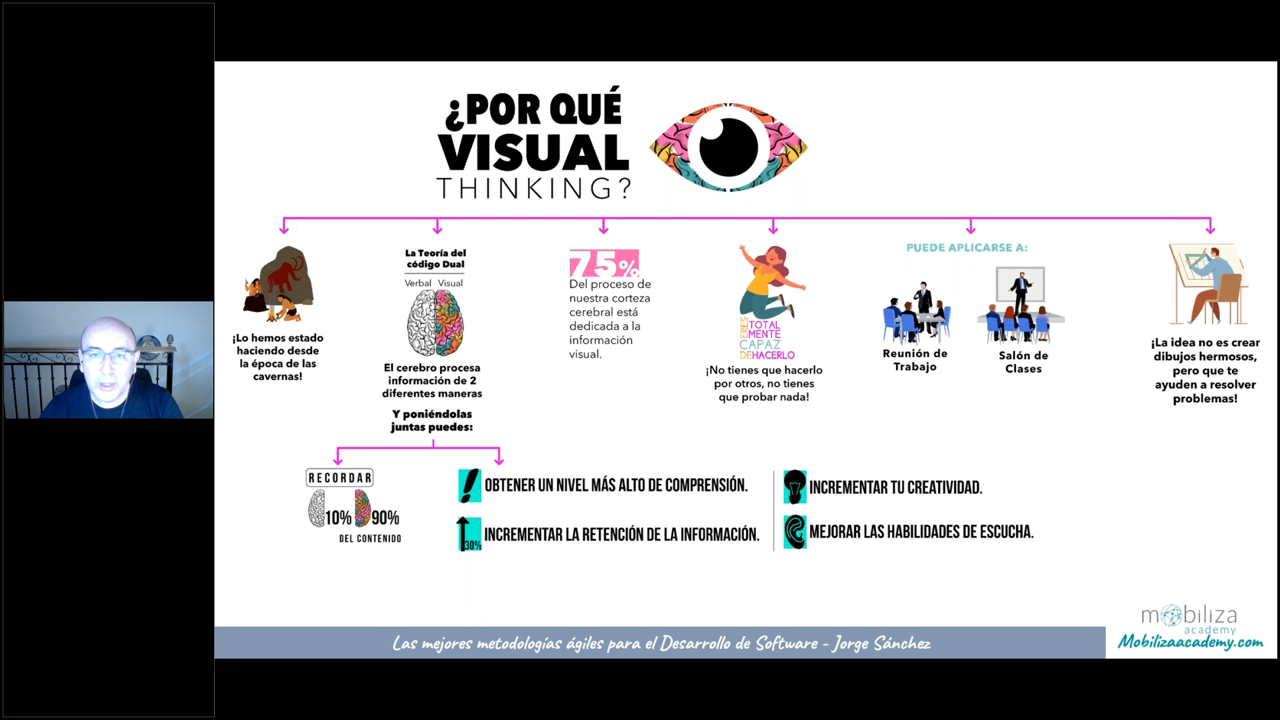 ¿POR QUÉ
VISUAL
THINKING?
¡Lo hemos estado
haciendo desde
la época de las
cavernas!
La Teoría del
código Dual
Verbal Visual
El cerebro procesa
información de 2
diferentes maneras
Y poniéndolas
juntas puedes:
75%
Del proceso de
nuestra corteza
cerebral está
dedicada a la
información
visual.
ERES
TOTAL
MENTE
CAPAZ
DEHACERLO
¡No tienes que hacerlo
por otros, no tienes
que probar nada!
PUEDE APLICARSE A:
Reunión de
Trabajo
Salón de
Clases
¡La idea no es crear
dibujos hermosos,
pero que te
ayuden a resolver
problemas!
RECORDAR
10% 90%
DEL CONTENIDO
OBTENER UN NIVEL MÁS ALTO DE COMPRENSIÓN.
30%
INCREMENTAR LA RETENCIÓN DE LA INFORMACIÓN.
INCREMENTAR TU CREATIVIDAD.
MEJORAR LAS HABILIDADES DE ESCUCHA.
Las mejores metodologías ágiles para el Desarrollo de Software - Jorge Sánchez
mobiliza
academy
Mobilizaacademy.com